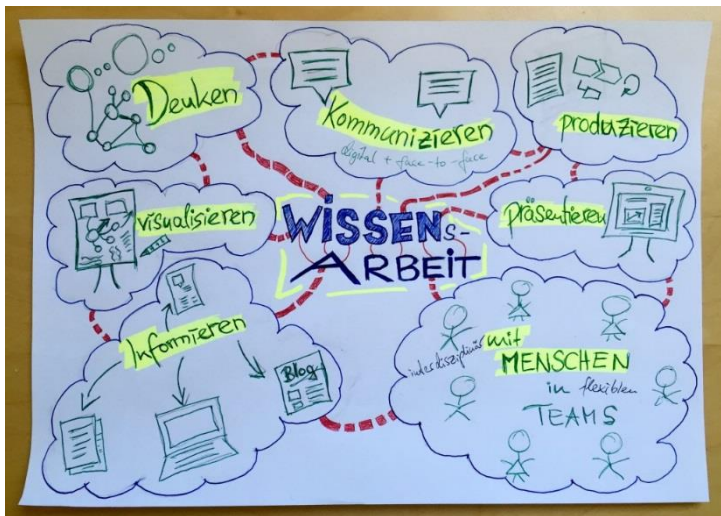 Denken
Kommunizieren
digital + face-to-face
produzieren
visualisieren
WISSENS-
ARBEIT
präsentieren
Informieren
Blog
interdisziplinär mit
MENSCHEN
in flexiblen
TEAMS